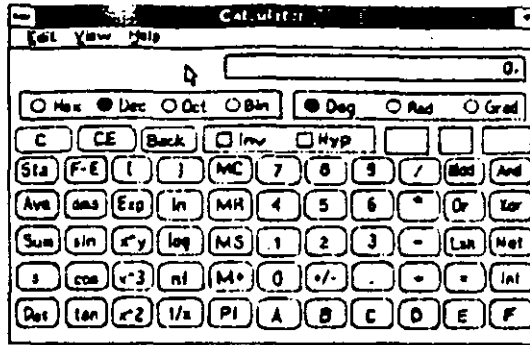 Calculator
Edit View Help
0.
Hex Dec Oct Bin Deg Rad Grad
C CE Back Inv Hyp
Sta F-E ( ) MC 7 8 9 / Mod And
Ave dms Exp ln MR 4 5 6 * Or Xor
Sum sin x^y log MS 1 2 3 - Lsh Not
s cos x^3 n! M+ 0 +/- . + = Int
Dat tan x^2 1/x PI A B C D E F